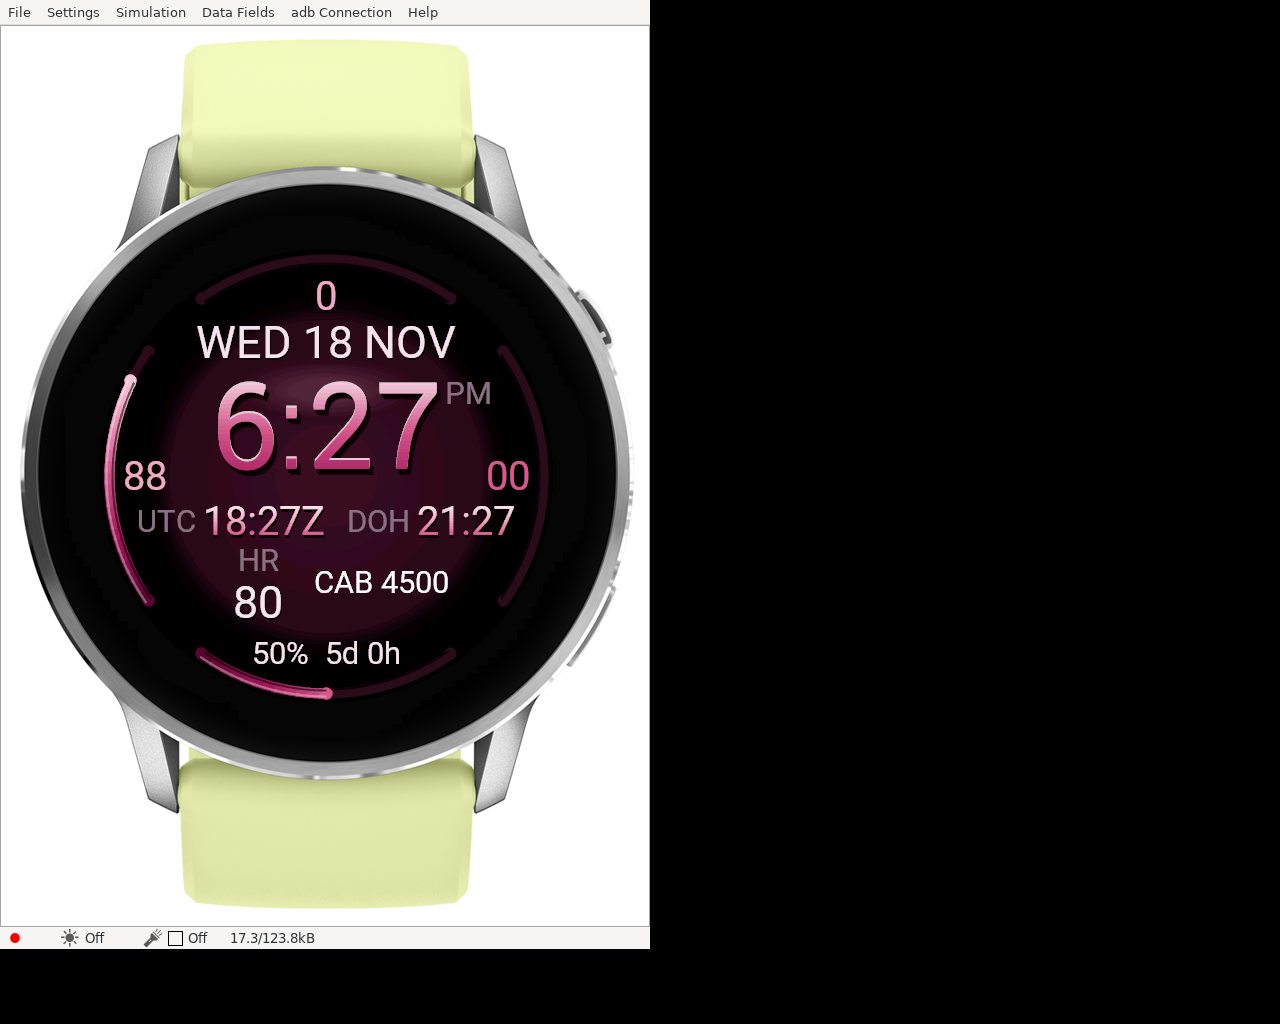 File Settings Simulation Data Fields adb Connection Help
0
WED 18 NOV
6:27 PM
88 00
UTC 18:27Z DOH 21:27
HR
CAB 4500
80
50% 5d 0h
Off Off 17.3/123.8kB